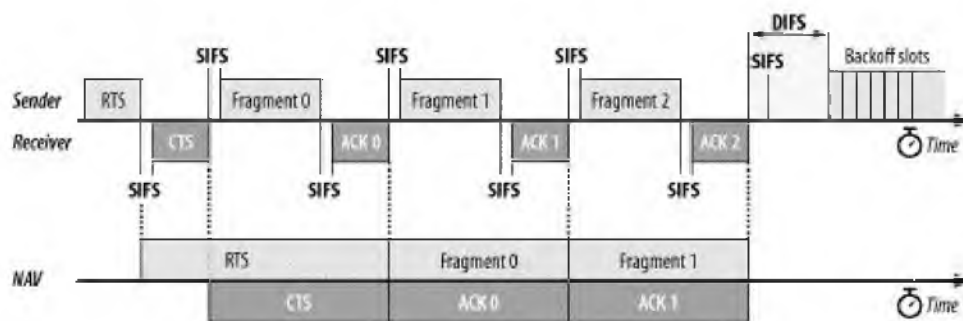 DIFS
SIFS SIFS SIFS SIFS Backoff slots
Sender RTS Fragment 0 Fragment 1 Fragment 2
Receiver CTS ACK 0 ACK 1 ACK 2 Time
SIFS SIFS SIFS SIFS
RTS Fragment 0 Fragment 1
NAV
CTS ACK 0 ACK 1 Time